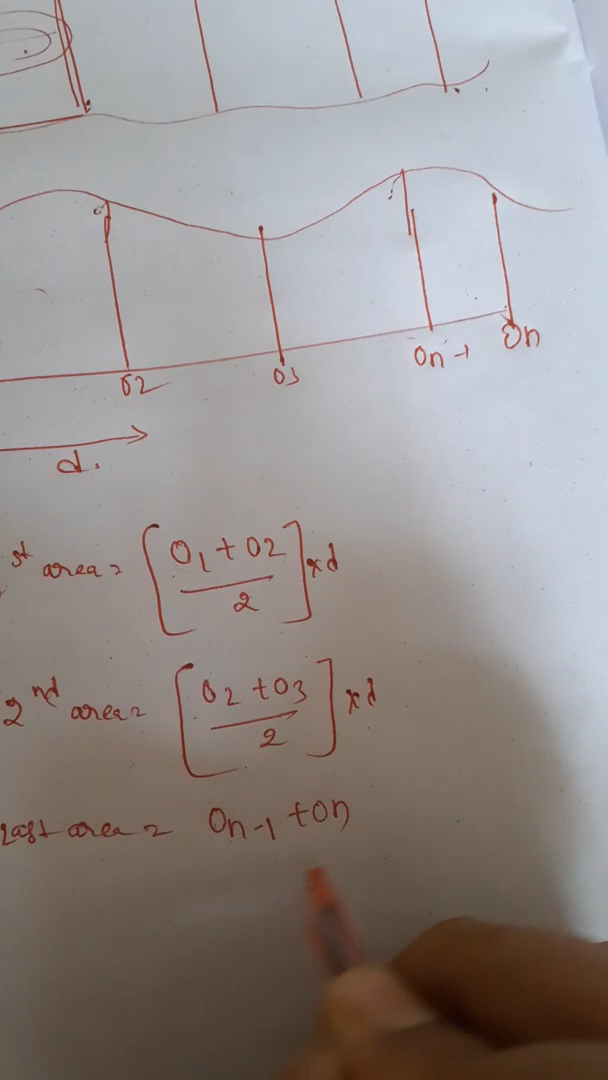 O2
O3
On-1
On
d.
st area = [O1 + O2 / 2] x d
2nd area = [O2 + O3 / 2] x d
Last area = On-1 + On